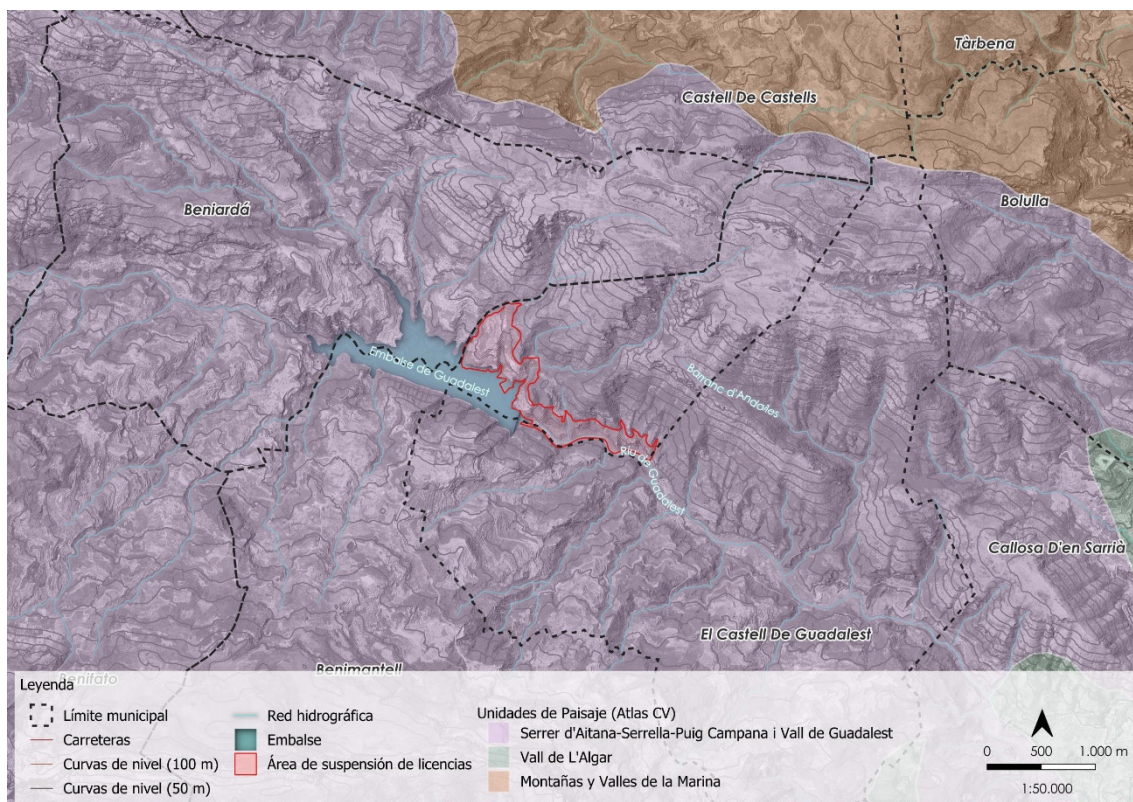 Tàrbena
Castell De Castells
Beniardá
Bolulla
Embalse de Guadalest
Barranc d'Andailes
Riu de Guadalest
Callosa D'en Sarrià
El Castell De Guadalest
Benimantell
Benifato
Leyenda
Límite municipal
Carreteras
Curvas de nivel (100 m)
Curvas de nivel (50 m)
Red hidrográfica
Embalse
Área de suspensión de licencias
Unidades de Paisaje (Atlas CV)
Serrer d'Aitana-Serrella-Puig Campana i Vall de Guadalest
Vall de L'Algar
Montañas y Valles de la Marina
0 500 1.000 m
1:50.000